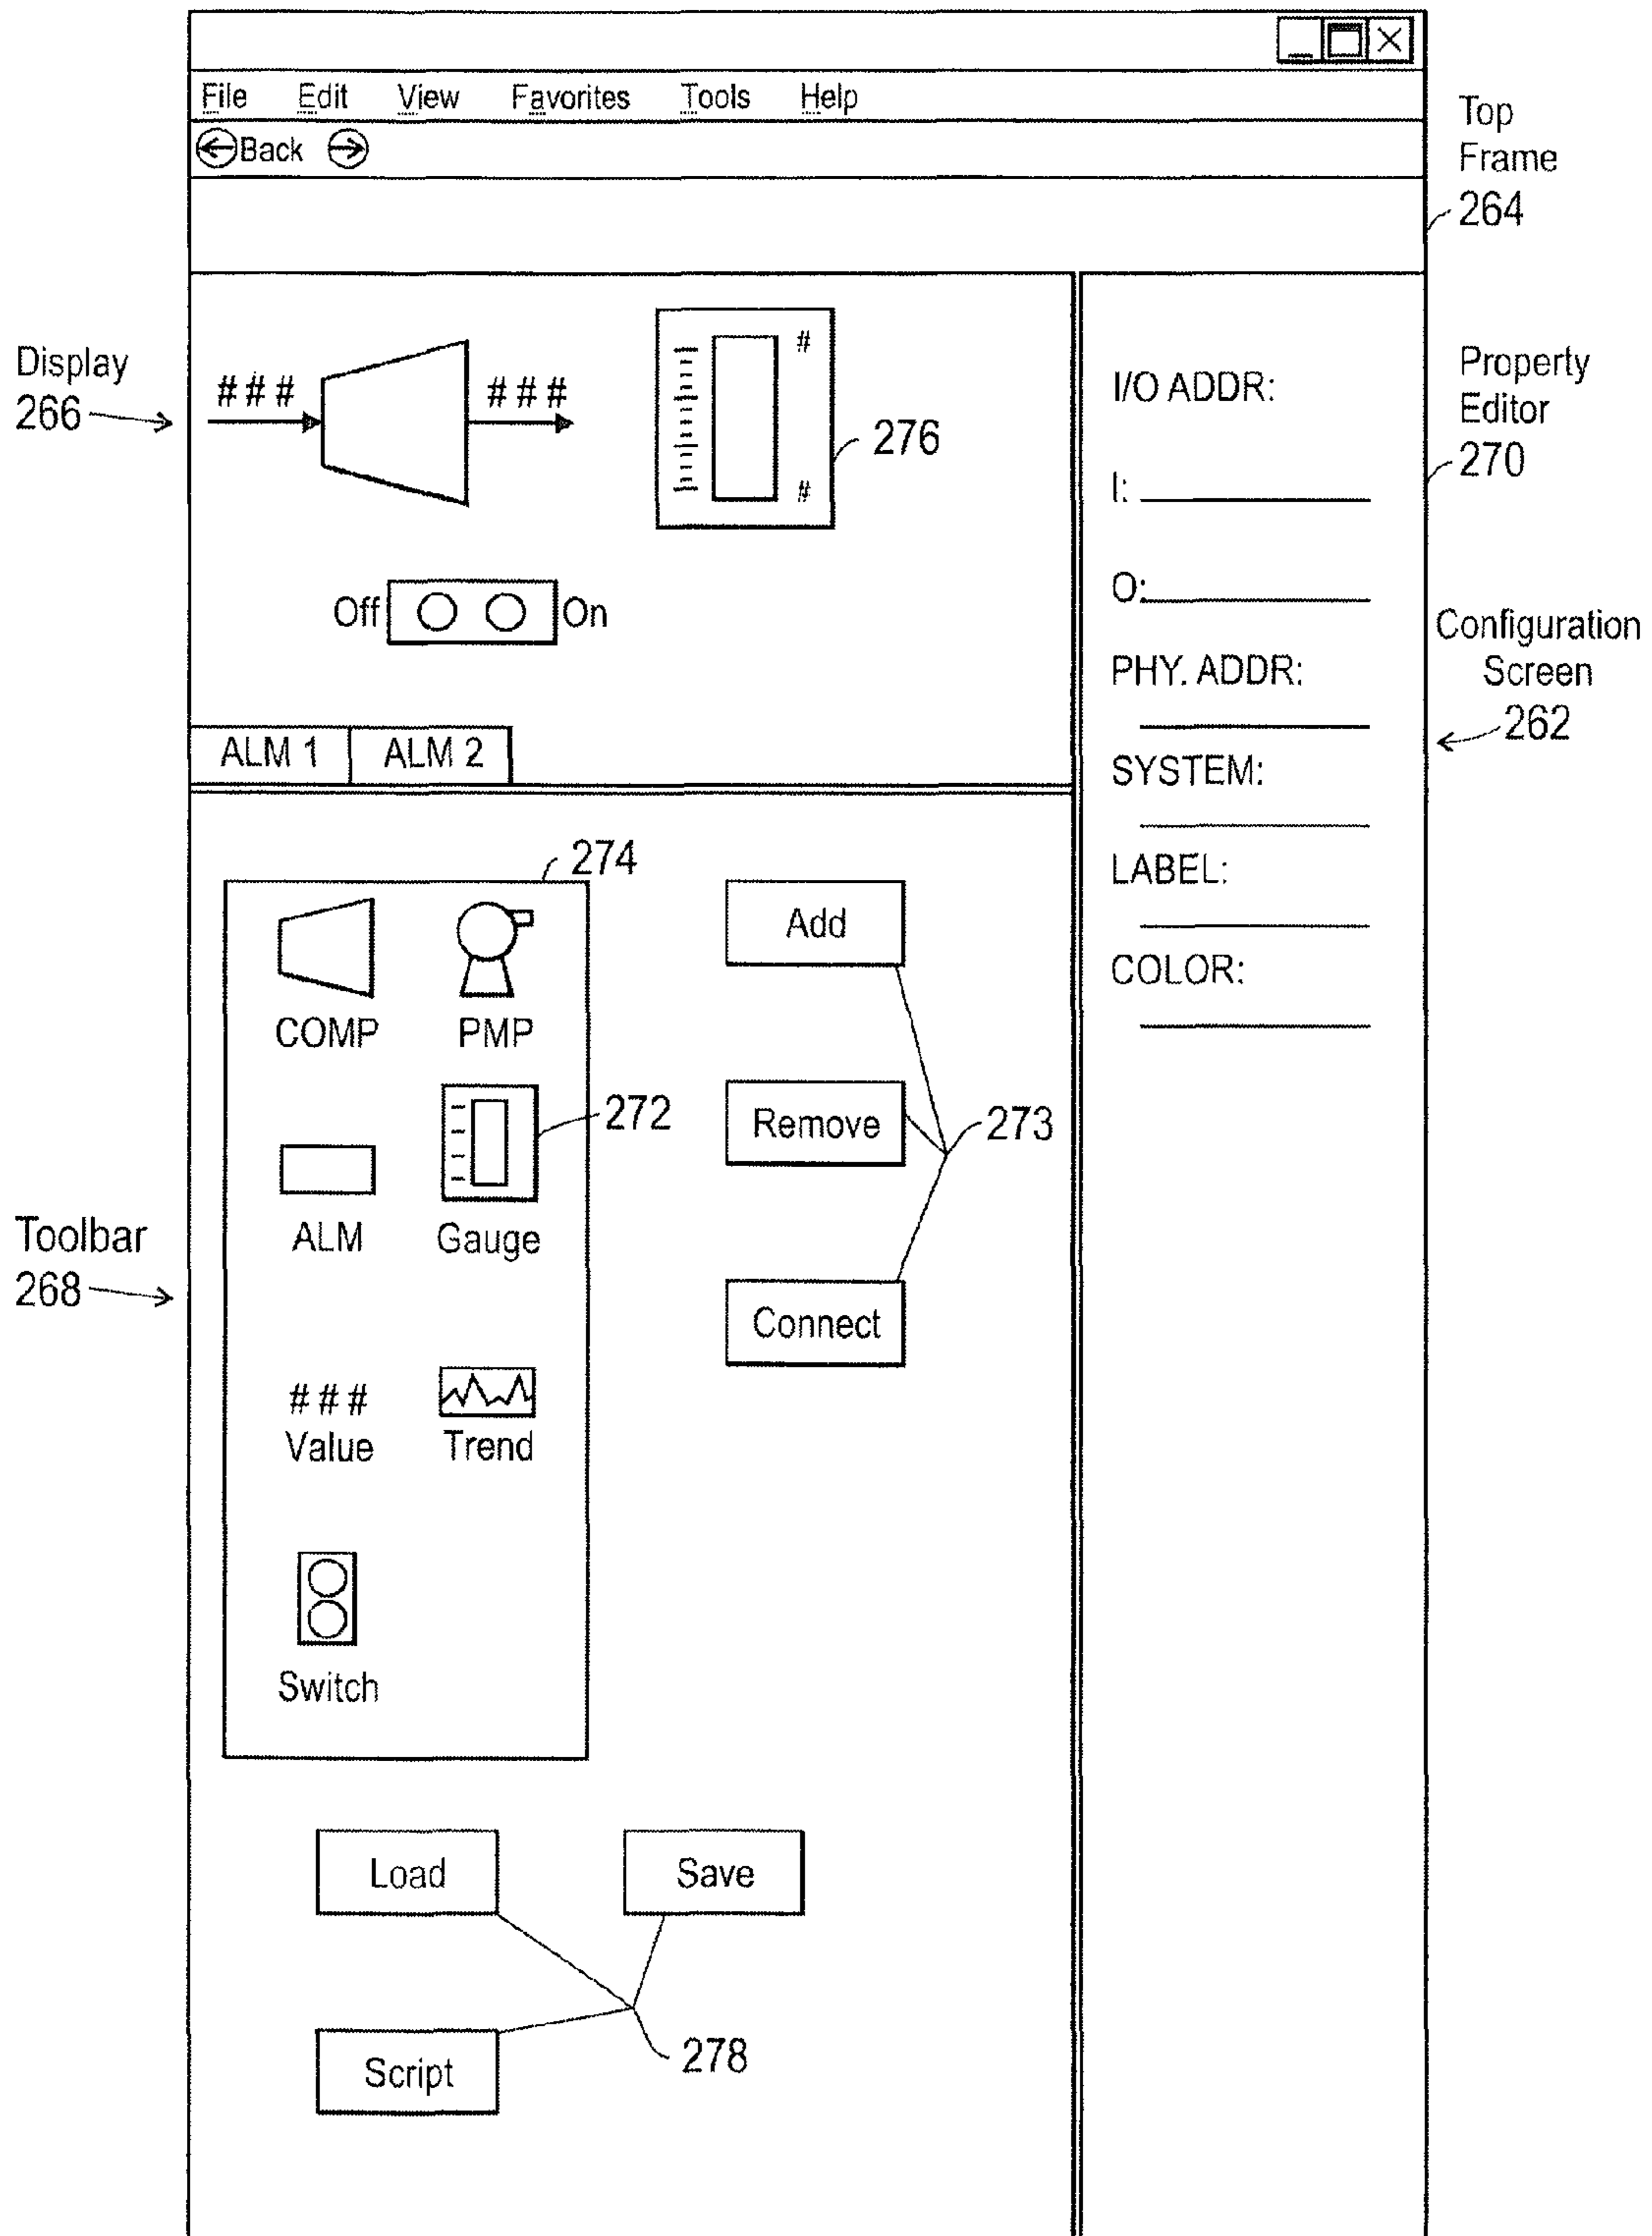 File Edit View Favorites Tools Help
Back
Top
Frame
264
Display
266
### ###
#
#
276
Off On
ALM 1 ALM 2
I/O ADDR:
I:
O:
PHY. ADDR:
SYSTEM:
LABEL:
COLOR:
Property
Editor
270
Configuration
Screen
262
Toolbar
268
274
COMP PMP
272
ALM Gauge
###
Value Trend
Switch
Add
Remove
Connect
273
Load Save
Script
278